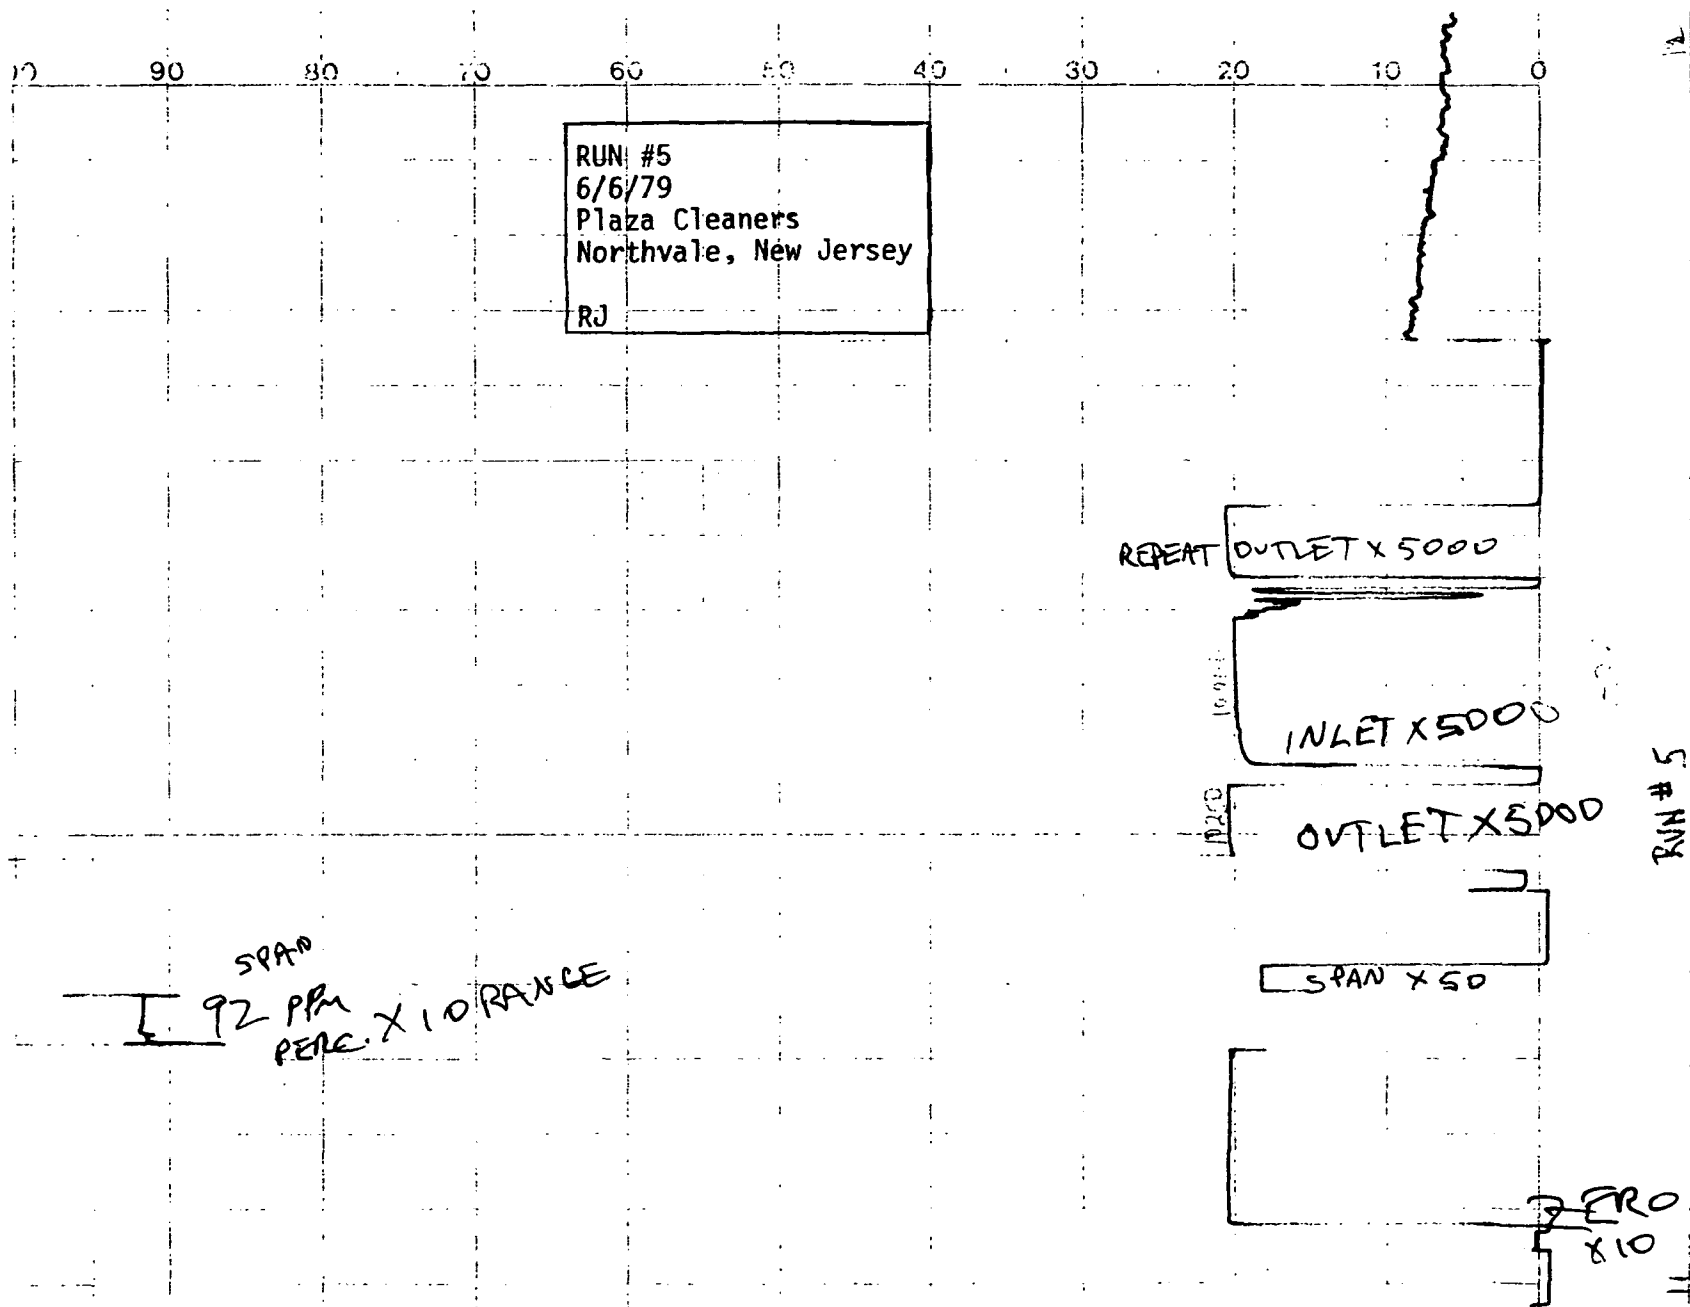 90 80 70 60 50 40 30 20 10 0
RUN #5
6/6/79
Plaza Cleaners
Northvale, New Jersey
RJ
REPEAT OUTLET X 5000
INLET X 5000
OUTLET X 5000
RUN # 5
SPAN X 50
SPAN
92 PPM
PERC. X 10 RANGE
ZERO
X 10